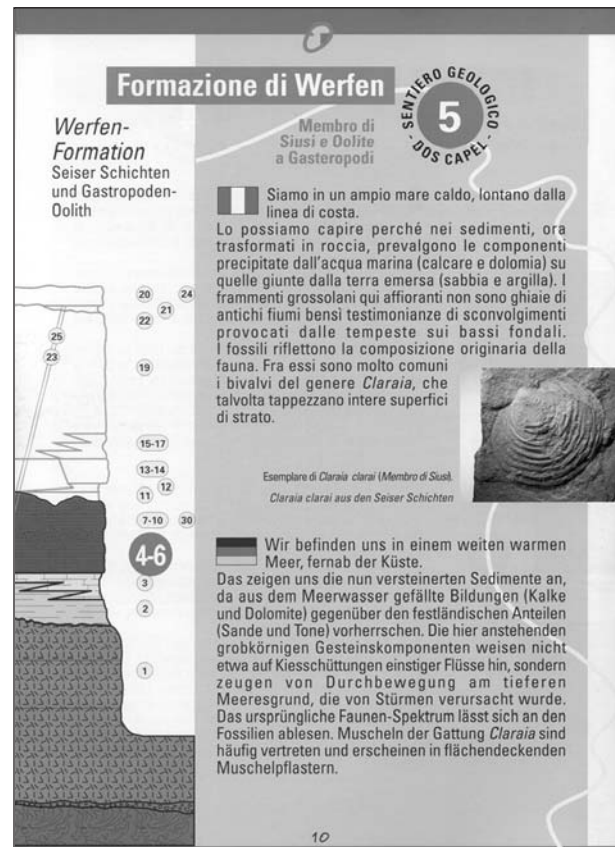 Formazione di Werfen
SENTIERO GEOLOGICO
- DOS CAPÈL -
5
Werfen-
Formation
Seiser Schichten
und Gastropoden-
Oolith
Membro di
Siusi e Oolite
a Gasteropodi
Siamo in un ampio mare caldo, lontano dalla
linea di costa.
Lo possiamo capire perché nei sedimenti, ora
trasformati in roccia, prevalgono le componenti
precipitate dall'acqua marina (calcare e dolomia) su
quelle giunte dalla terra emersa (sabbia e argilla). I
frammenti grossolani qui affioranti non sono ghiaie di
antichi fiumi bensì testimonianze di sconvolgimenti
provocati dalle tempeste sui bassi fondali.
I fossili riflettono la composizione originaria della
fauna. Fra essi sono molto comuni
i bivalvi del genere Claraia, che
talvolta tappezzano intere superfici
di strato.
Esemplare di Claraia clarai (Membro di Siusi).
Claraia clarai aus den Seiser Schichten
Wir befinden uns in einem weiten warmen
Meer, fernab der Küste.
Das zeigen uns die nun versteinerten Sedimente an,
da aus dem Meerwasser gefällte Bildungen (Kalke
und Dolomite) gegenüber den festländischen Anteilen
(Sande und Tone) vorherrschen. Die hier anstehenden
grobkörnigen Gesteinskomponenten weisen nicht
etwa auf Kiesschüttungen einstiger Flüsse hin, sondern
zeugen von Durchbewegung am tieferen
Meeresgrund, die von Stürmen verursacht wurde.
Das ursprüngliche Faunen-Spektrum lässt sich an den
Fossilien ablesen. Muscheln der Gattung Claraia sind
häufig vertreten und erscheinen in flächendeckenden
Muschelpflastern.
20 24
21
22
25
23
19
15-17
13-14
12
11
7-10 30
4-6
3
2
1
10